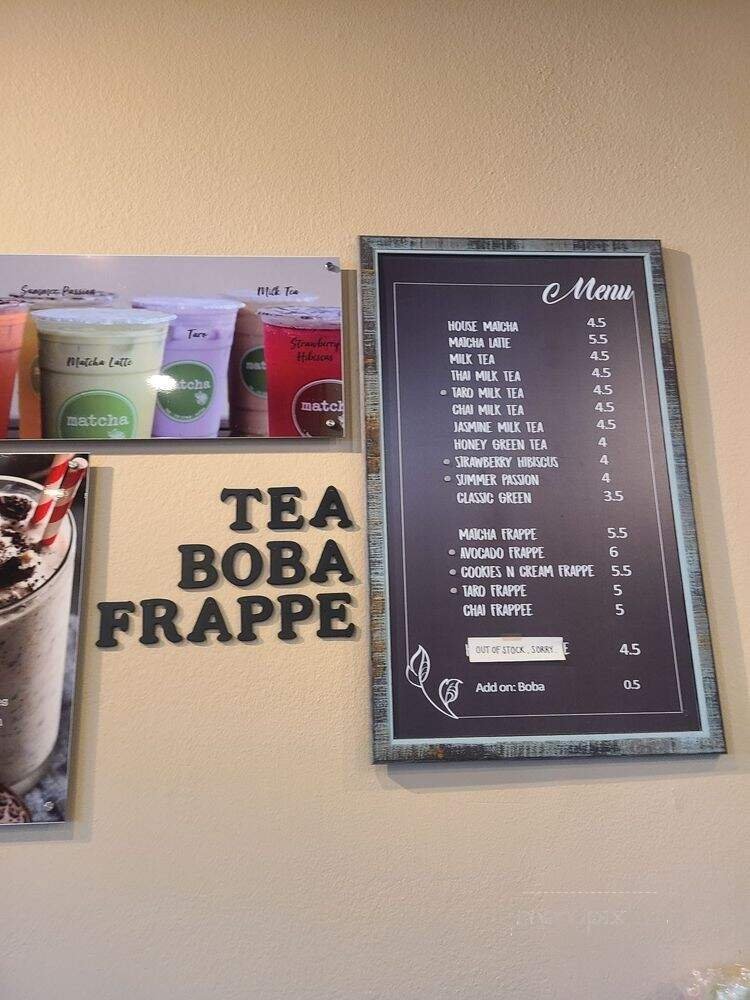 Summer Passion
Milk Tea
Taro
Matcha Latte
Strawberry
Hibiscus
matcha
matcha
matcha
TEA
BOBA
FRAPPE
Menu
HOUSE MATCHA 4.5
MATCHA LATTE 5.5
MILK TEA 4.5
THAI MILK TEA 4.5
TARO MILK TEA 4.5
CHAI MILK TEA 4.5
JASMINE MILK TEA 4.5
HONEY GREEN TEA 4
STRAWBERRY HIBISCUS 4
SUMMER PASSION 4
CLASSIC GREEN 3.5
MATCHA FRAPPE 5.5
AVOCADO FRAPPE 6
COOKIES N CREAM FRAPPE 5.5
TARO FRAPPE 5
CHAI FRAPPEE 5
OUT OF STOCK, SORRY 4.5
Add on: Boba 0.5